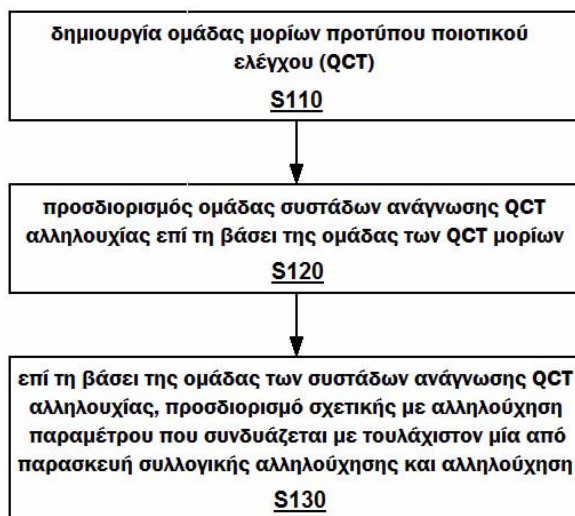 δημιουργία ομάδας μορίων προτύπου ποιοτικού
ελέγχου (QCT)
S110
προσδιορισμός ομάδας συστάδων ανάγνωσης QCT
αλληλουχίας επί τη βάσει της ομάδας των QCT μορίων
S120
επί τη βάσει της ομάδας των συστάδων ανάγνωσης QCT
αλληλουχίας, προσδιορισμό σχετικής με αλληλούχηση
παραμέτρου που συνδυάζεται με τουλάχιστον μία από
παρασκευή συλλογικής αλληλούχησης και αλληλούχηση
S130